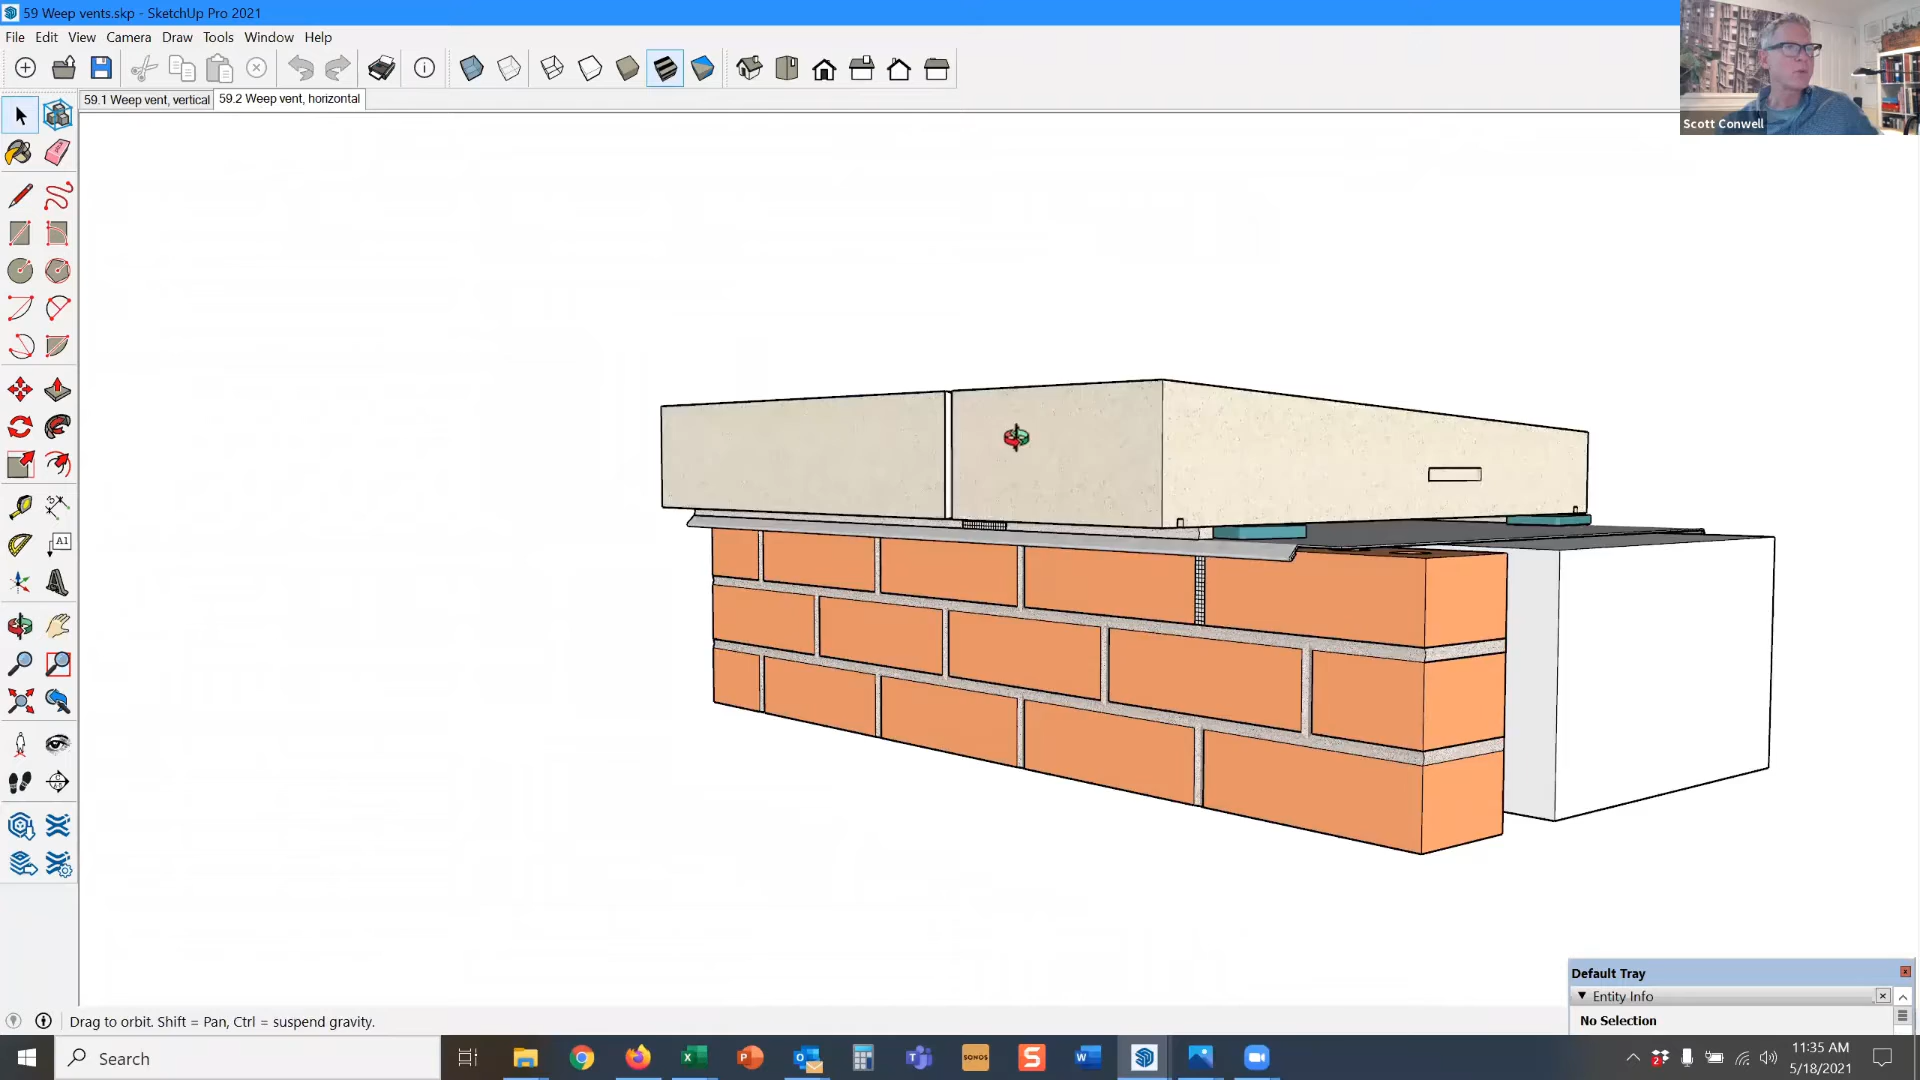 59 Weep vents.skp - SketchUp Pro 2021
File Edit View Camera Draw Tools Window Help
59.1 Weep vent, vertical
59.2 Weep vent, horizontal
Scott Conwell
A1
Default Tray
Entity Info
No Selection
Drag to orbit. Shift = Pan, Ctrl = suspend gravity.
Search
SONOS
11:35 AM
5/18/2021